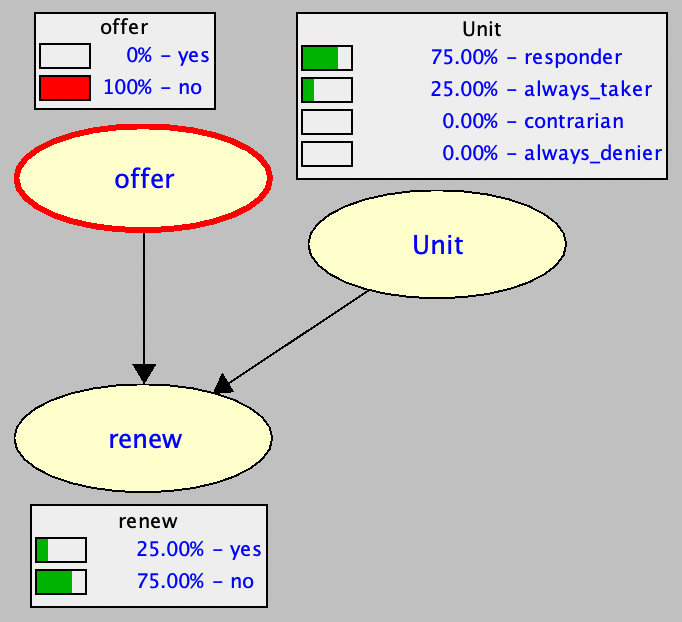 offer
0% – yes
100% – no
Unit
75.00% – responder
25.00% – always_taker
0.00% – contrarian
0.00% – always_denier
offer
Unit
renew
renew
25.00% – yes
75.00% – no